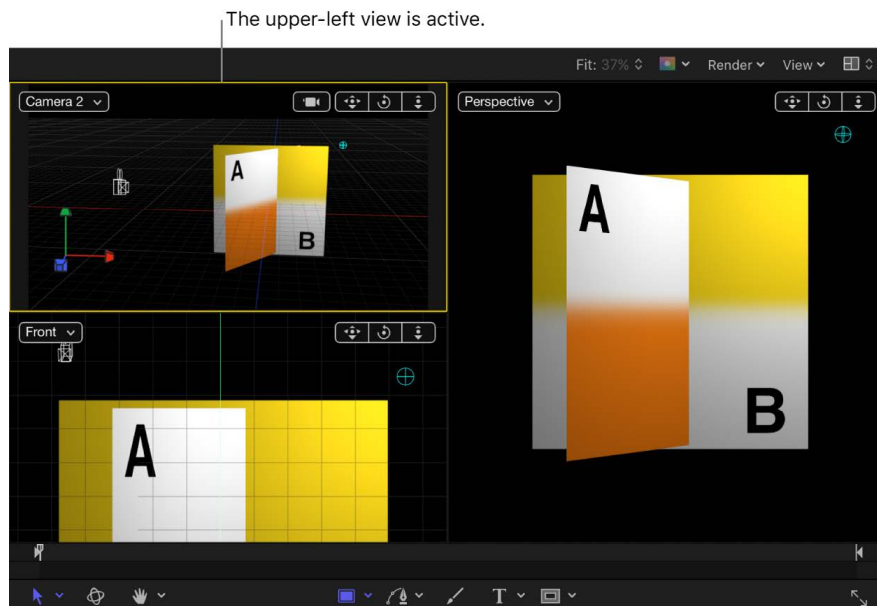 The upper-left view is active.
Fit: 37% Render View
Camera 2
A
B
Perspective
A
B
Front
A
T